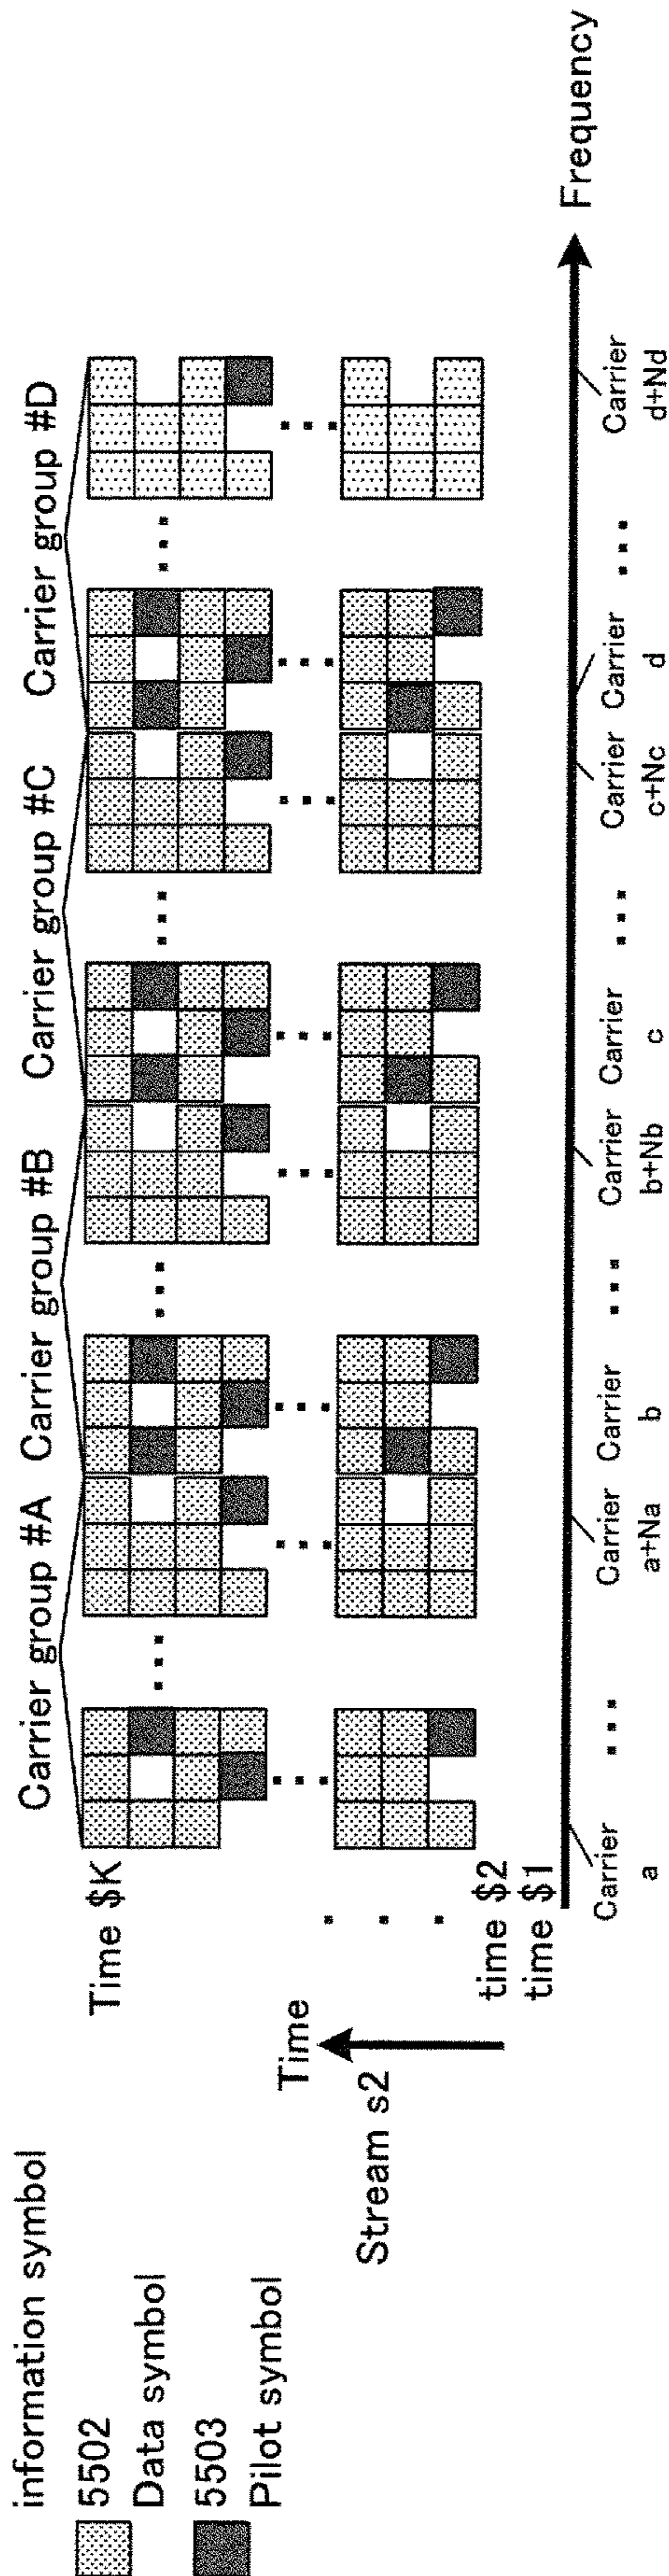 information symbol
5502
Data symbol
5503
Pilot symbol
Carrier group #A
Carrier group #B
Carrier group #C
Carrier group #D
Time $K
Time
Stream s2
time $2
time $1
Frequency
Carrier
a
Carrier
a+Na
Carrier
b
Carrier
b+Nb
Carrier
c
Carrier
c+Nc
Carrier
d
Carrier
d+Nd